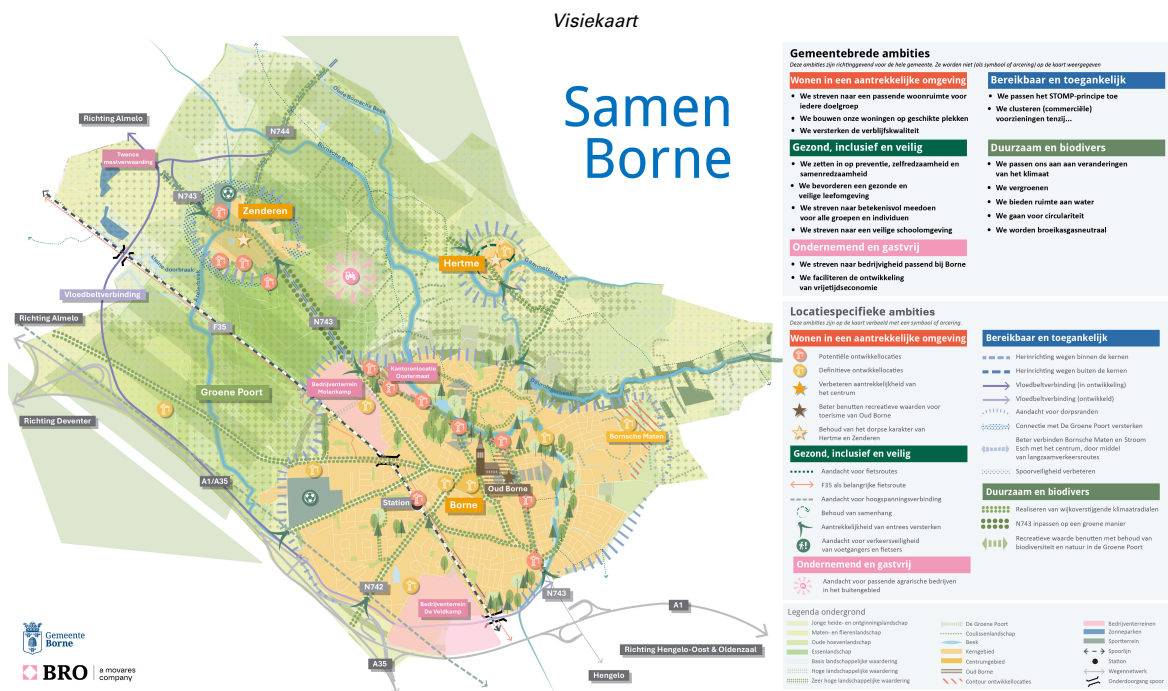 Visiekaart
Samen
Borne
Richting Almelo
Twence
mestverwaarding
N744
N743
Zenderen
Oude Bornsche Beek
Bornsche Beek
Hertme
Vloedbeltverbinding
Richting Almelo
F35
N743
Groene Poort
Richting Deventer
Bedrijventerrein
Molenkamp
Kantorenlocatie
Oostermaat
Bornsche Maten
A1/A35
Station
Oud Borne
Borne
N742
Bedrijventerrein
De Veldkamp
N743
A1
A35
Richting Hengelo-Oost & Oldenzaal
Hengelo
Gemeente
Borne
BRO
a movares
company
Gemeentebrede ambities
Deze ambities zijn richtinggevend voor de hele gemeente. Ze worden niet (als symbool of arcering) op de kaart weergegeven
Wonen in een aantrekkelijke omgeving
• We streven naar een passende woonruimte voor
iedere doelgroep
• We bouwen onze woningen op geschikte plekken
• We versterken de verblijfskwaliteit
Gezond, inclusief en veilig
• We zetten in op preventie, zelfredzaamheid en
samenredzaamheid
• We bevorderen een gezonde en
veilige leefomgeving
• We streven naar betekenisvol meedoen
voor alle groepen en individuen
• We streven naar een veilige schoolomgeving
Ondernemend en gastvrij
• We streven naar bedrijvigheid passend bij Borne
• We faciliteren de ontwikkeling
van vrijetijdseconomie
Bereikbaar en toegankelijk
• We passen het STOMP-principe toe
• We clusteren (commerciële)
voorzieningen tenzij...
Duurzaam en biodivers
• We passen ons aan aan veranderingen
van het klimaat
• We vergroenen
• We bieden ruimte aan water
• We gaan voor circulariteit
• We worden broeikasgasneutraal
Locatiespecifieke ambities
Deze ambities zijn op de kaart verbeeld met een symbool of arcering.
Wonen in een aantrekkelijke omgeving
Potentiële ontwikkellocaties
Definitieve ontwikkellocaties
Verbeteren aantrekkelijkheid van
het centrum
Beter benutten recreatieve waarden voor
toerisme van Oud Borne
Behoud van het dorpse karakter van
Hertme en Zenderen
Gezond, inclusief en veilig
Aandacht voor fietsroutes
F35 als belangrijke fietsroute
Aandacht voor hoogspanningsverbinding
Behoud van samenhang
Aantrekkelijkheid van entrees versterken
Aandacht voor verkeersveiligheid
van voetgangers en fietsers
Ondernemend en gastvrij
Aandacht voor passende agrarische bedrijven
in het buitengebied
Bereikbaar en toegankelijk
Herinrichting wegen binnen de kernen
Herinrichting wegen buiten de kernen
Vloedbeltverbinding (in ontwikkeling)
Vloedbeltverbinding (ontwikkeld)
Aandacht voor dorpsranden
Connectie met De Groene Poort versterken
Beter verbinden Bornsche Maten en Stroom
Esch met het centrum, door middel
van langzaamverkeersroutes
Spoorveiligheid verbeteren
Duurzaam en biodivers
Realiseren van wijkoverstijgende klimaatradialen
N743 inpassen op een groene manier
Recreatieve waarde benutten met behoud van
biodiversiteit en natuur in de Groene Poort
Legenda ondergrond
Jonge heide- en ontginningslandschap
Maten- en flierenlandschap
Oude hoevenlandschap
Essenlandschap
Basis landschappelijke waardering
Hoge landschappelijke waardering
Zeer hoge landschappelijke waardering
De Groene Poort
Coulissenlandschap
Beek
Kerngebied
Centrumgebied
Oud Borne
Contour ontwikkellocaties
Bedrijventerreinen
Zonneparken
Sportterrein
Spoorlijn
Station
Wegennetwerk
Onderdoorgang spoor